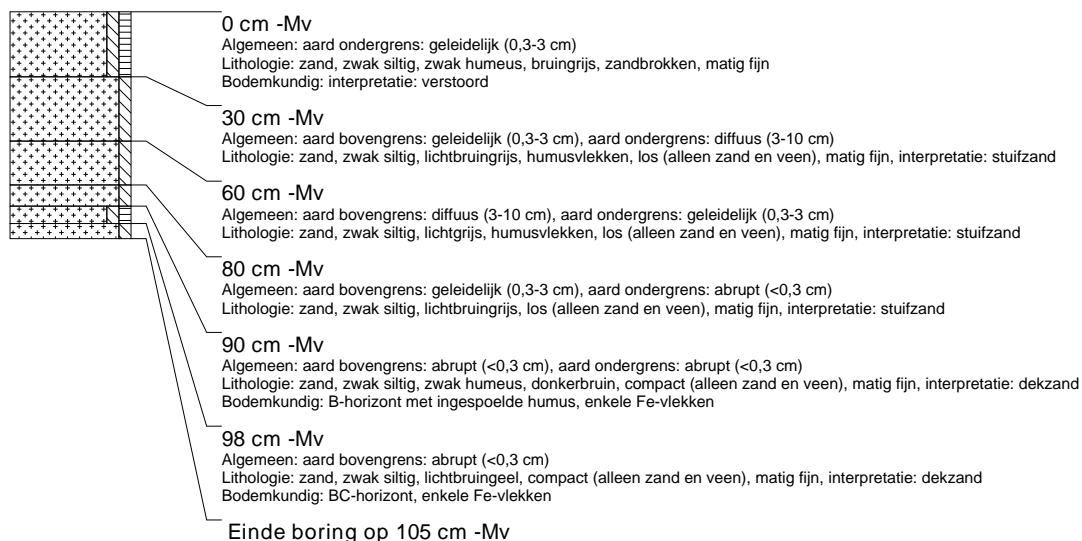 0 cm -Mv
Algemeen: aard ondergrens: geleidelijk (0,3-3 cm)
Lithologie: zand, zwak siltig, zwak humeus, bruingrijs, zandbrokken, matig fijn
Bodemkundig: interpretatie: verstoord
30 cm -Mv
Algemeen: aard bovengrens: geleidelijk (0,3-3 cm), aard ondergrens: diffuus (3-10 cm)
Lithologie: zand, zwak siltig, lichtbruingrijs, humusvlekken, los (alleen zand en veen), matig fijn, interpretatie: stuifzand
60 cm -Mv
Algemeen: aard bovengrens: diffuus (3-10 cm), aard ondergrens: geleidelijk (0,3-3 cm)
Lithologie: zand, zwak siltig, lichtgrijs, humusvlekken, los (alleen zand en veen), matig fijn, interpretatie: stuifzand
80 cm -Mv
Algemeen: aard bovengrens: geleidelijk (0,3-3 cm), aard ondergrens: abrupt (<0,3 cm)
Lithologie: zand, zwak siltig, lichtbruingrijs, los (alleen zand en veen), matig fijn, interpretatie: stuifzand
90 cm -Mv
Algemeen: aard bovengrens: abrupt (<0,3 cm), aard ondergrens: abrupt (<0,3 cm)
Lithologie: zand, zwak siltig, zwak humeus, donkerbruin, compact (alleen zand en veen), matig fijn, interpretatie: dekzand
Bodemkundig: B-horizont met ingespoelde humus, enkele Fe-vlekken
98 cm -Mv
Algemeen: aard bovengrens: abrupt (<0,3 cm)
Lithologie: zand, zwak siltig, lichtbruingeel, compact (alleen zand en veen), matig fijn, interpretatie: dekzand
Bodemkundig: BC-horizont, enkele Fe-vlekken
Einde boring op 105 cm -Mv